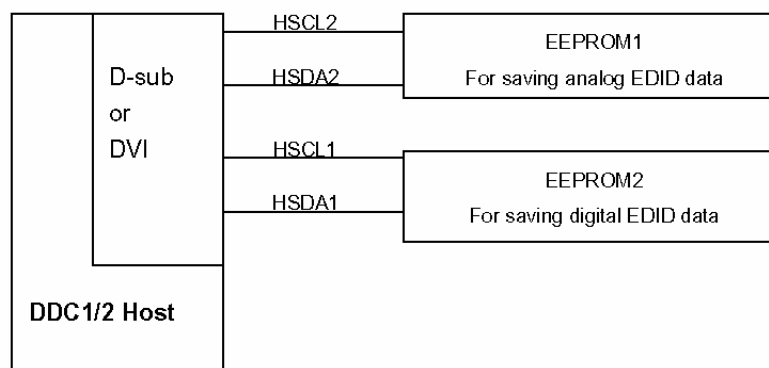 D-sub
or
DVI
DDC1/2 Host
HSCL2
HSDA2
HSCL1
HSDA1
EEPROM1
For saving analog EDID data
EEPROM2
For saving digital EDID data